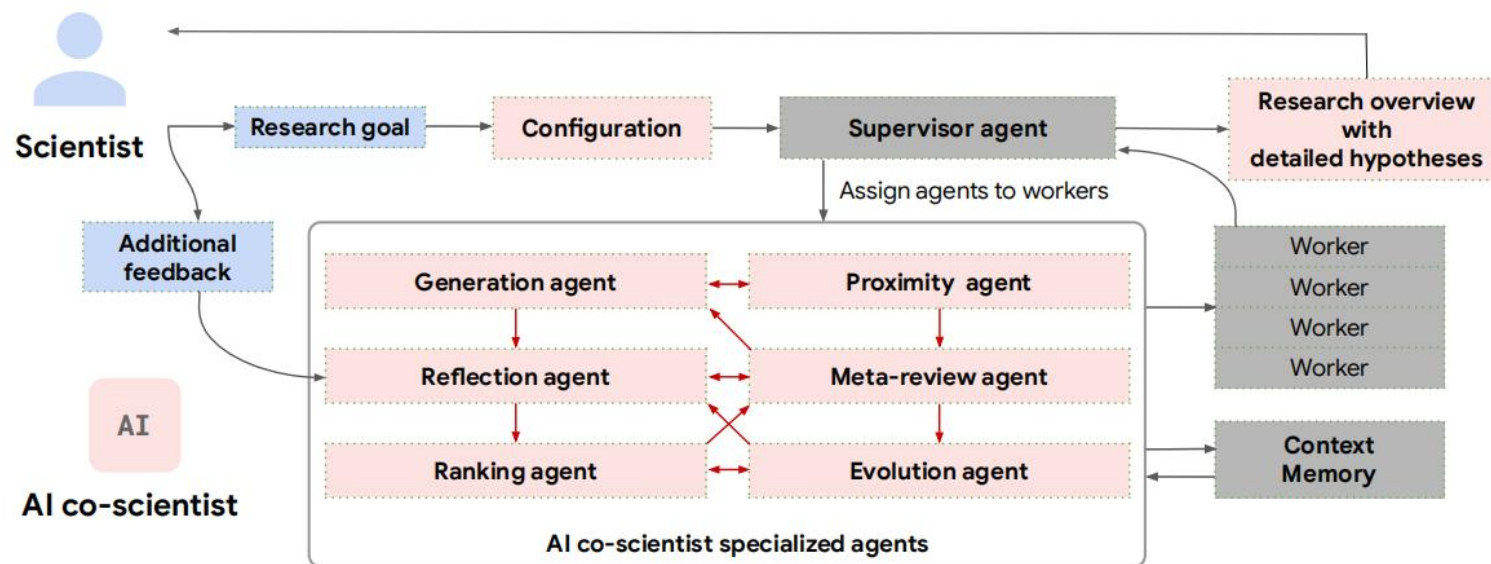 Scientist
Research goal
Configuration
Supervisor agent
Research overview
with
detailed hypotheses
Assign agents to workers
Additional
feedback
Generation agent
Proximity agent
Reflection agent
Meta-review agent
Ranking agent
Evolution agent
AI co-scientist specialized agents
Worker
Worker
Worker
Worker
Context
Memory
AI
AI co-scientist